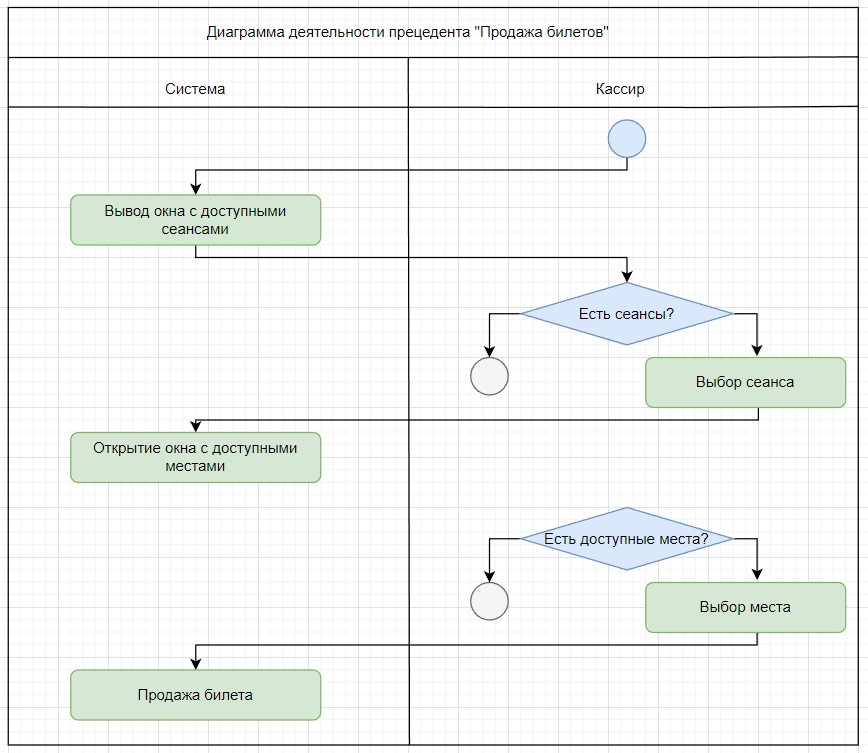 Диаграмма деятельности прецедента "Продажа билетов"
Система
Кассир
Вывод окна с доступными
сеансами
Есть сеансы?
Выбор сеанса
Открытие окна с доступными
местами
Есть доступные места?
Выбор места
Продажа билета